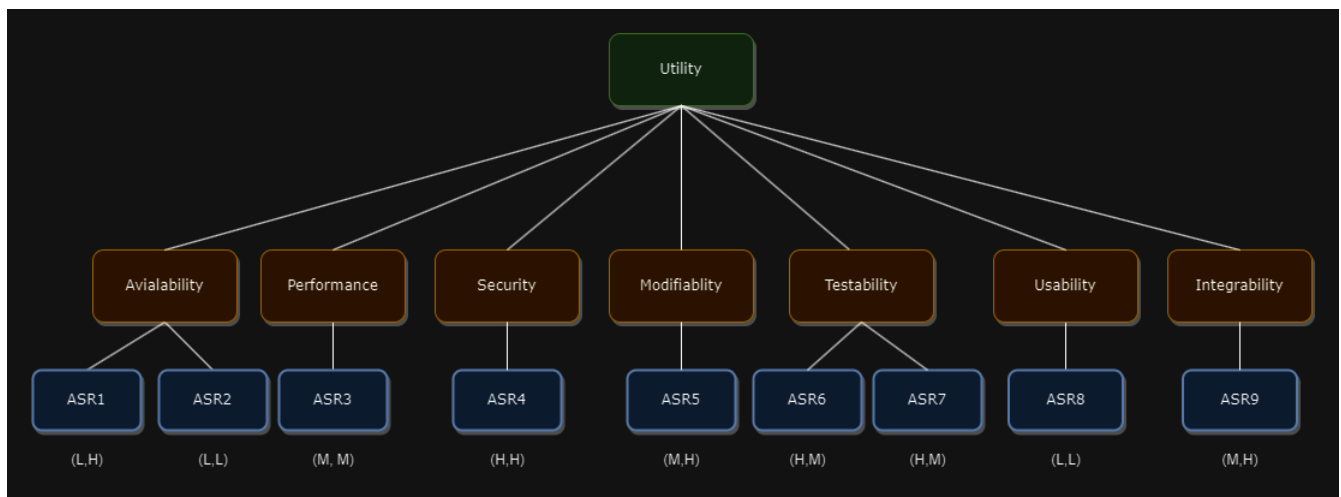 Utility
Avialability Performance Security Modifiablity Testability Usability Integrability
ASR1 ASR2 ASR3 ASR4 ASR5 ASR6 ASR7 ASR8 ASR9
(L,H) (L,L) (M, M) (H,H) (M,H) (H,M) (H,M) (L,L) (M,H)